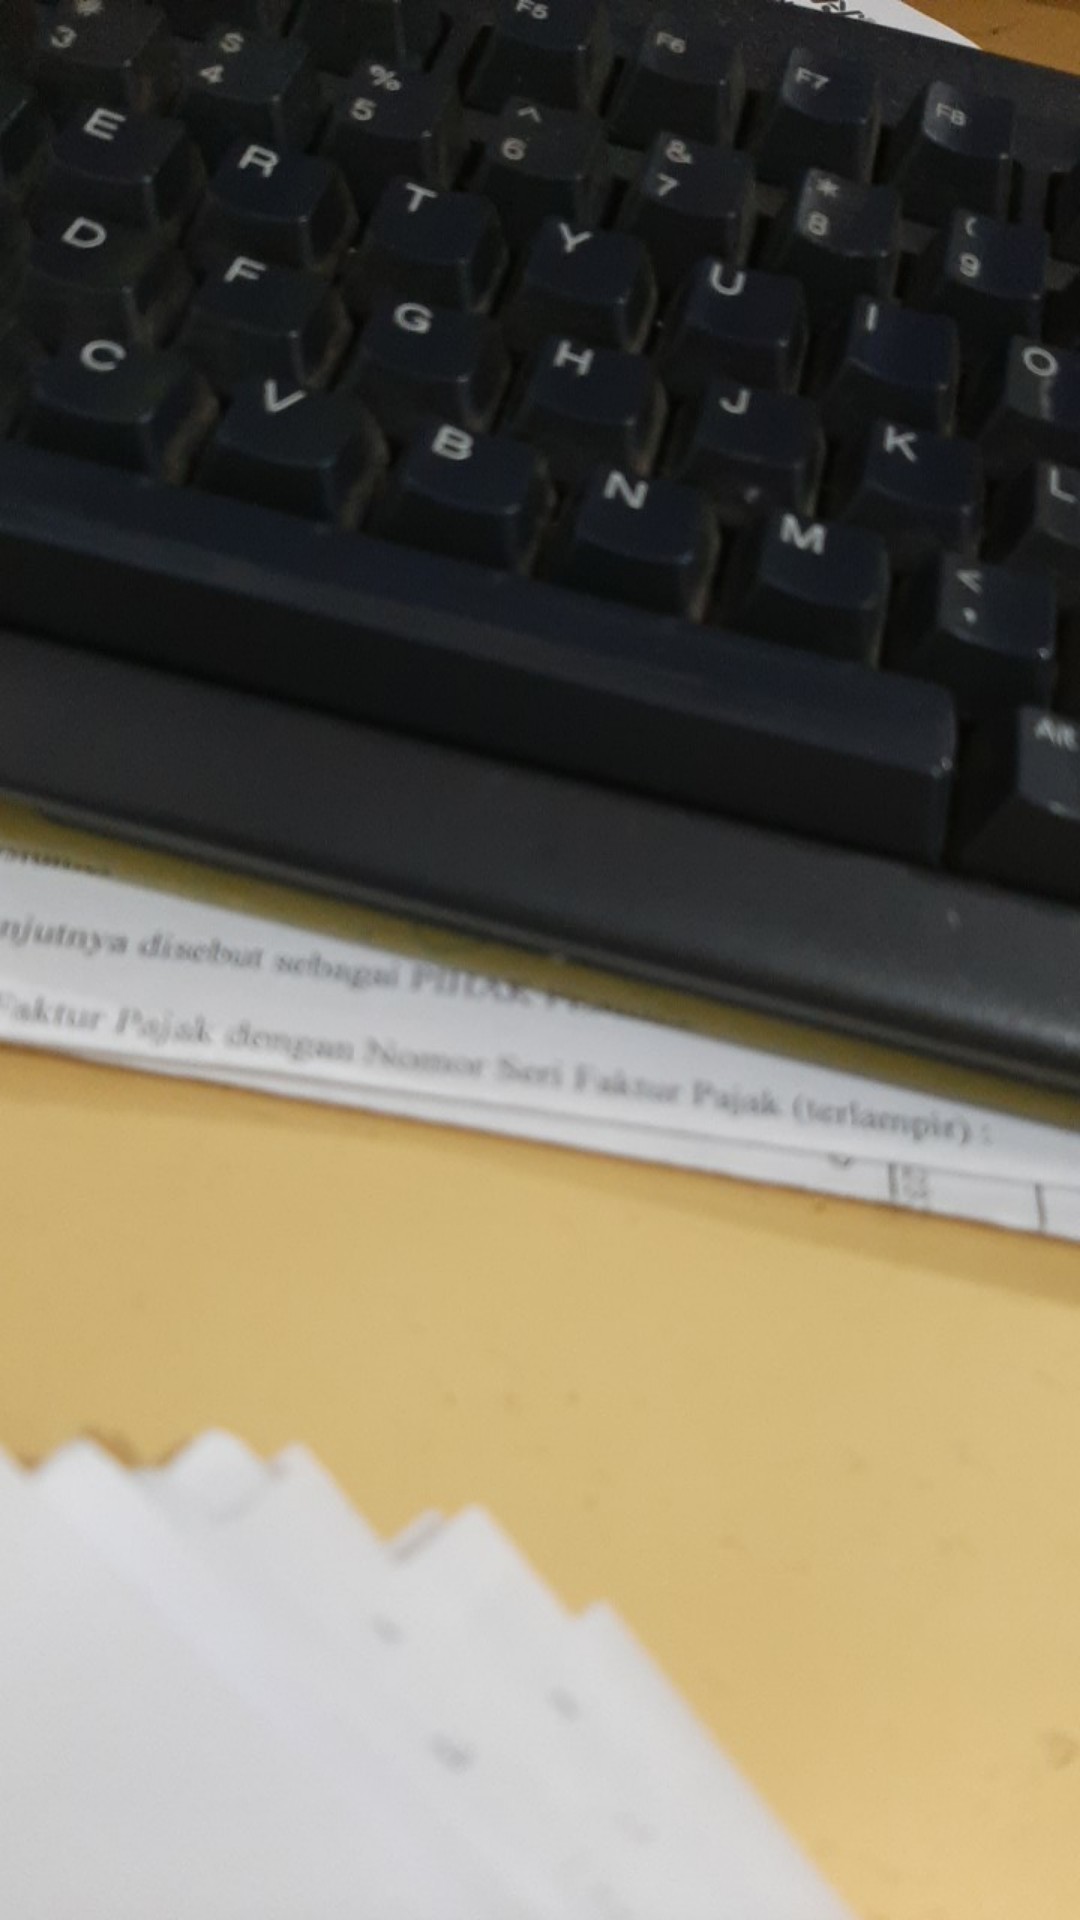 F5 F6 F7 F8
# 3 $ 4 % 5 ^ 6 & 7 * 8 ( 9
E R T Y U I O
D F G H J K L
C V B N M < ,
Alt
njutnya disebut sebagai PIHAK
Faktur Pajak dengan Nomor Seri Faktur Pajak (terlampir) :